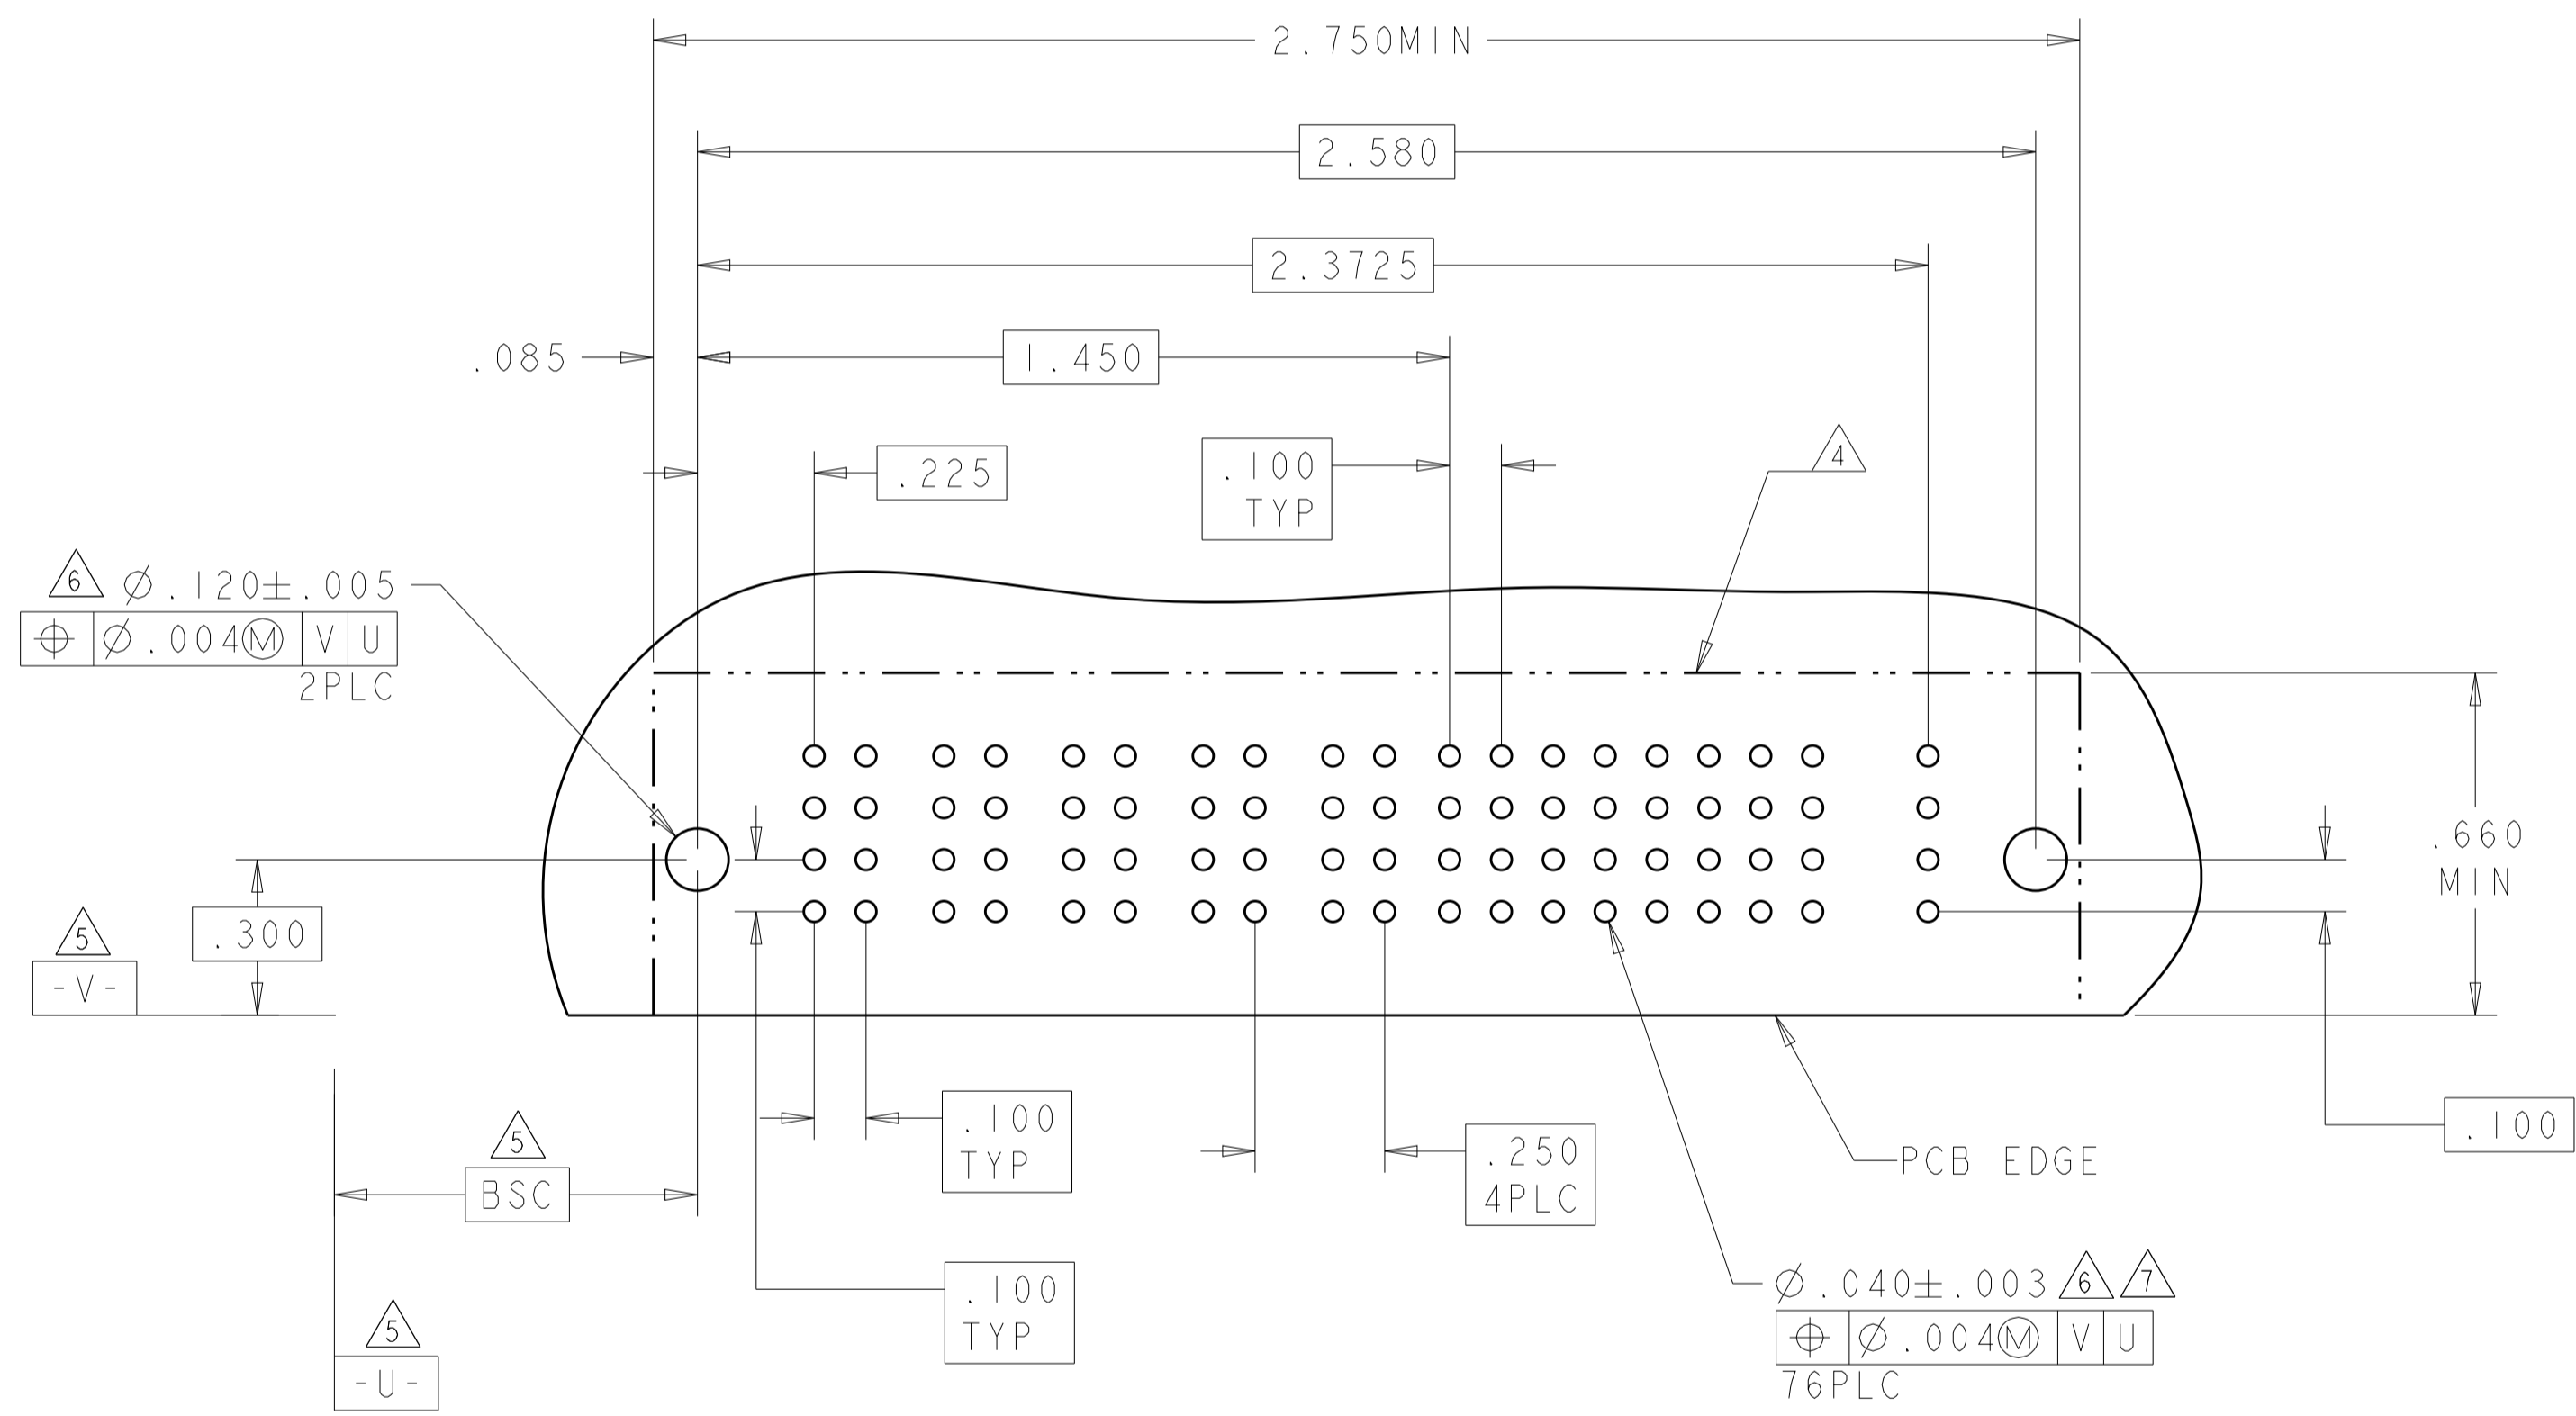 2.750MIN
2.580
2.3725
.085
1.450
.225
.100
TYP
4
6 Ø.120±.005
⌖ Ø.004Ⓜ V U
2PLC
.660
MIN
.300
5
-V-
.100
TYP
5
BSC
.250
4PLC
PCB EDGE
.100
.100
TYP
Ø.040±.003 6 7
⌖ Ø.004Ⓜ V U
76PLC
5
-U-